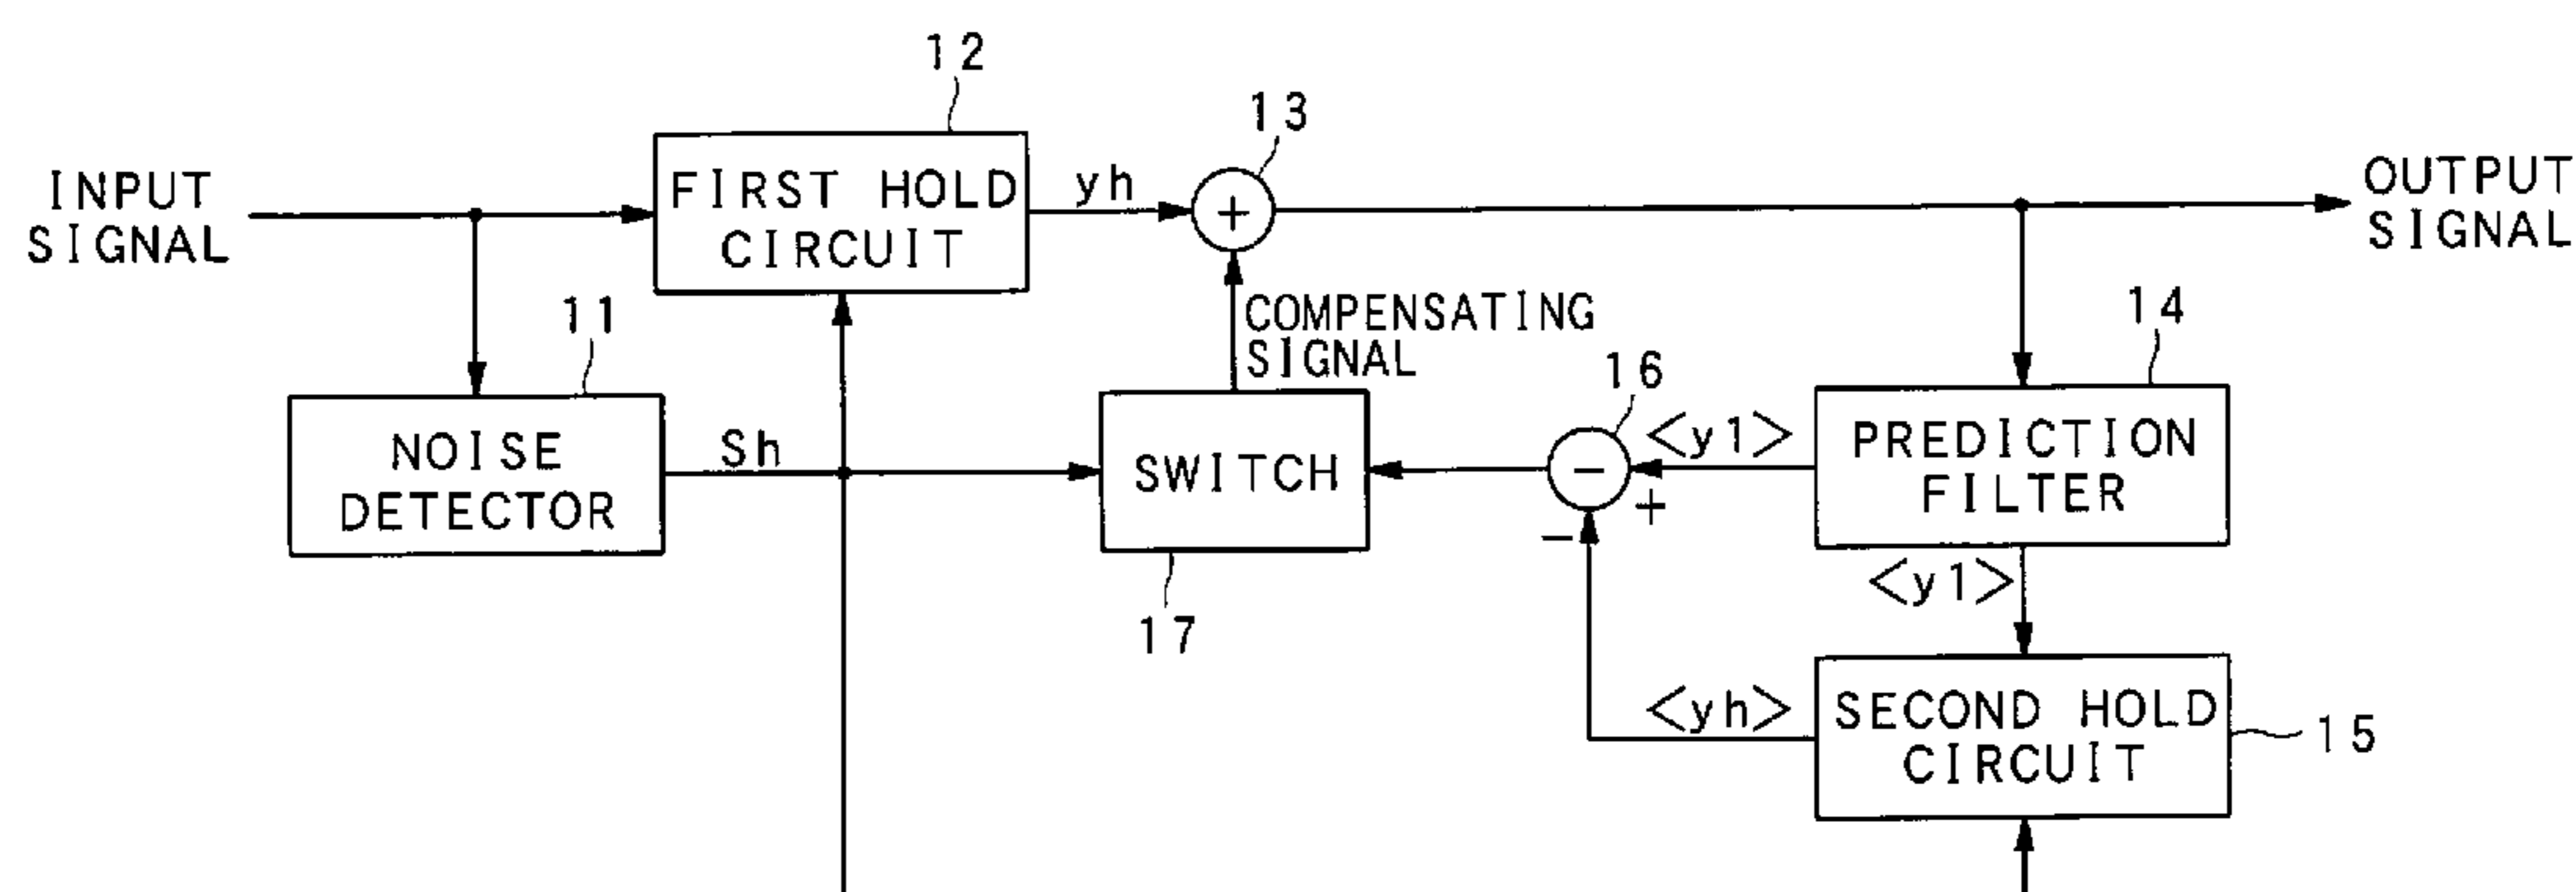 12
13
INPUT
SIGNAL
FIRST HOLD
CIRCUIT
yh
+
OUTPUT
SIGNAL
11
COMPENSATING
SIGNAL
14
16
NOISE
DETECTOR
Sh
SWITCH
-
<y1>
+
-
PREDICTION
FILTER
17
<y1>
<yh>
SECOND HOLD
CIRCUIT
15